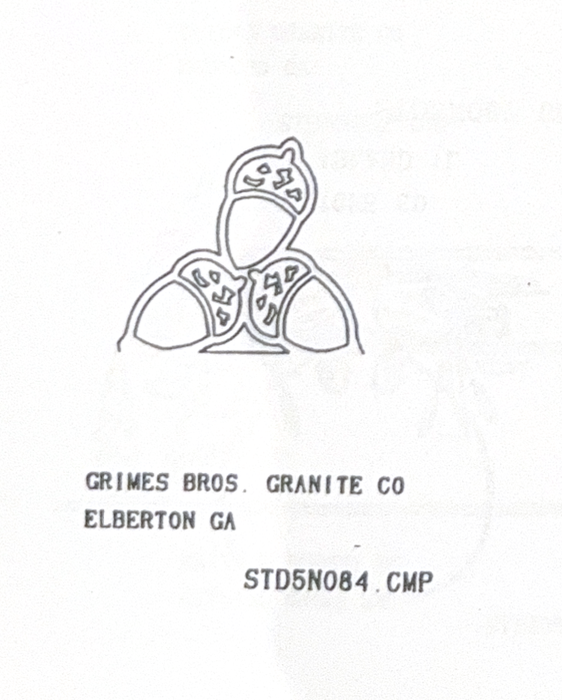 GRIMES BROS. GRANITE CO
ELBERTON GA
STD5N084.CMP